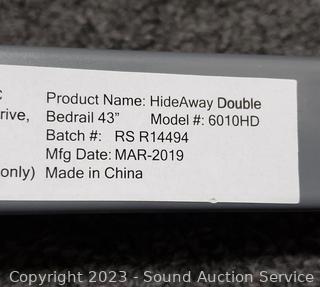 Product Name: HideAway Double
rive, Bedrail 43” Model #: 6010HD
Batch #: RS R14494
Mfg Date: MAR-2019
only) Made in China
Copyright 2023 - Sound Auction Service